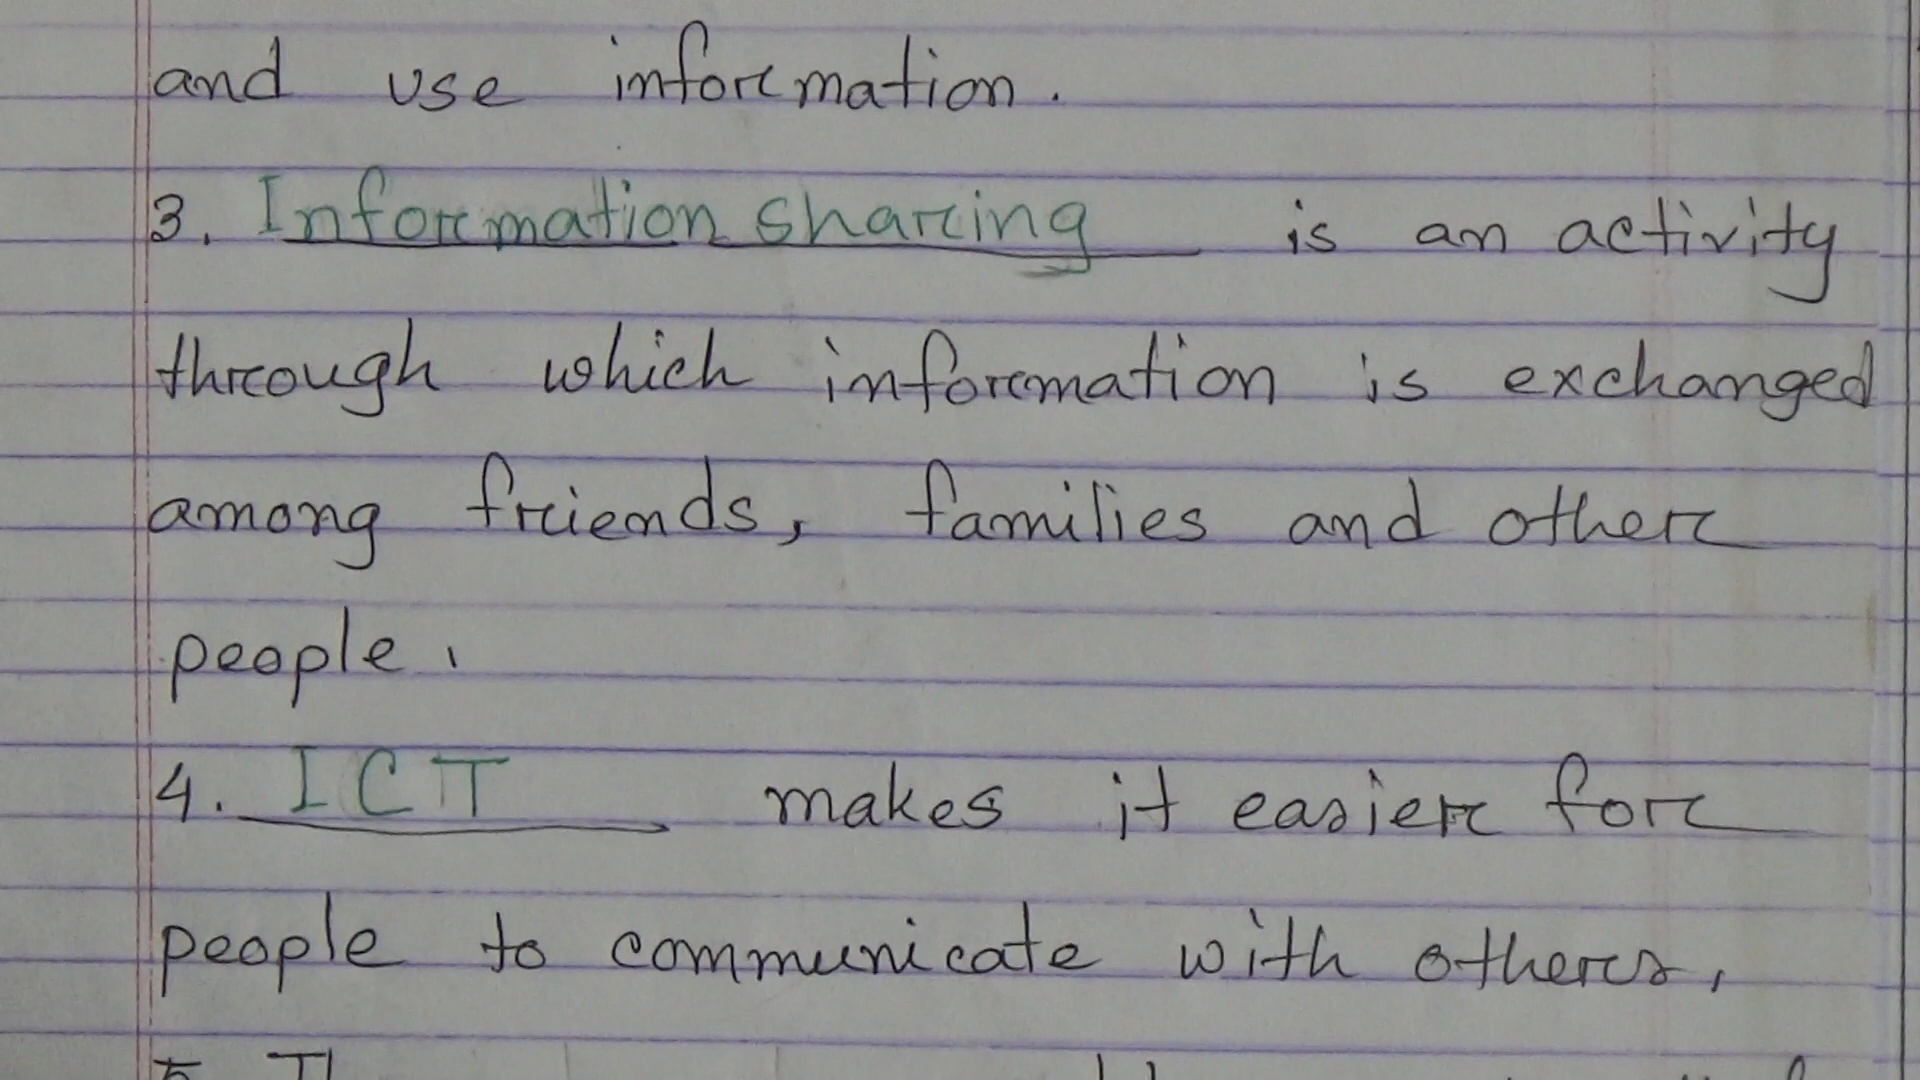 and use information.
3. Information sharing is an activity
through which information is exchanged
among friends, families and other
people.
4. ICT makes it easier for
people to communicate with others,